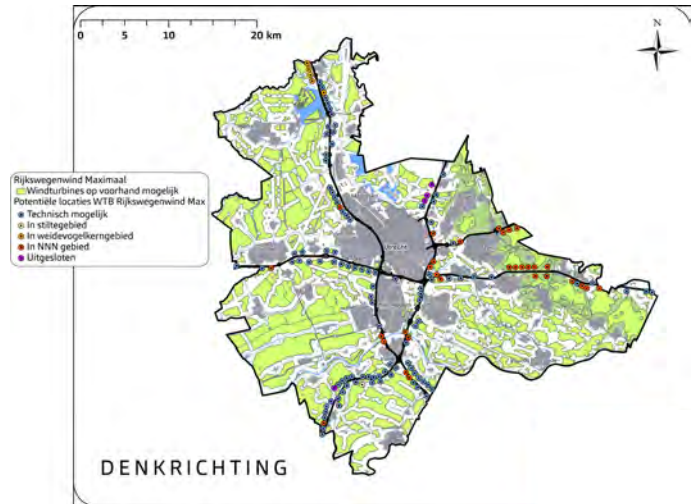 0 5 10 20 km
N
Rijkswegenwind Maximaal
Windturbines op voorhand mogelijk
Potentiële locaties WTB Rijkswegenwind Max
Technisch mogelijk
In stiltegebied
In weidevogelkerngebied
In NNN gebied
Uitgesloten
Utrecht
DENKRICHTING